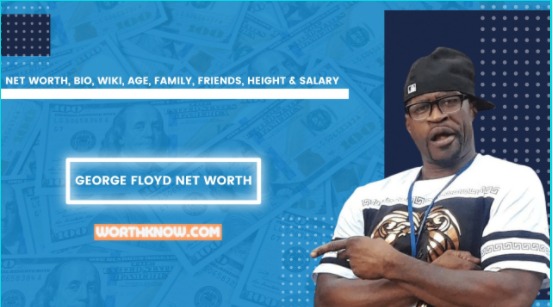 NET WORTH, BIO, WIKI, AGE, FAMILY, FRIENDS, HEIGHT & SALARY
GEORGE FLOYD NET WORTH
WORTHKNOW.COM